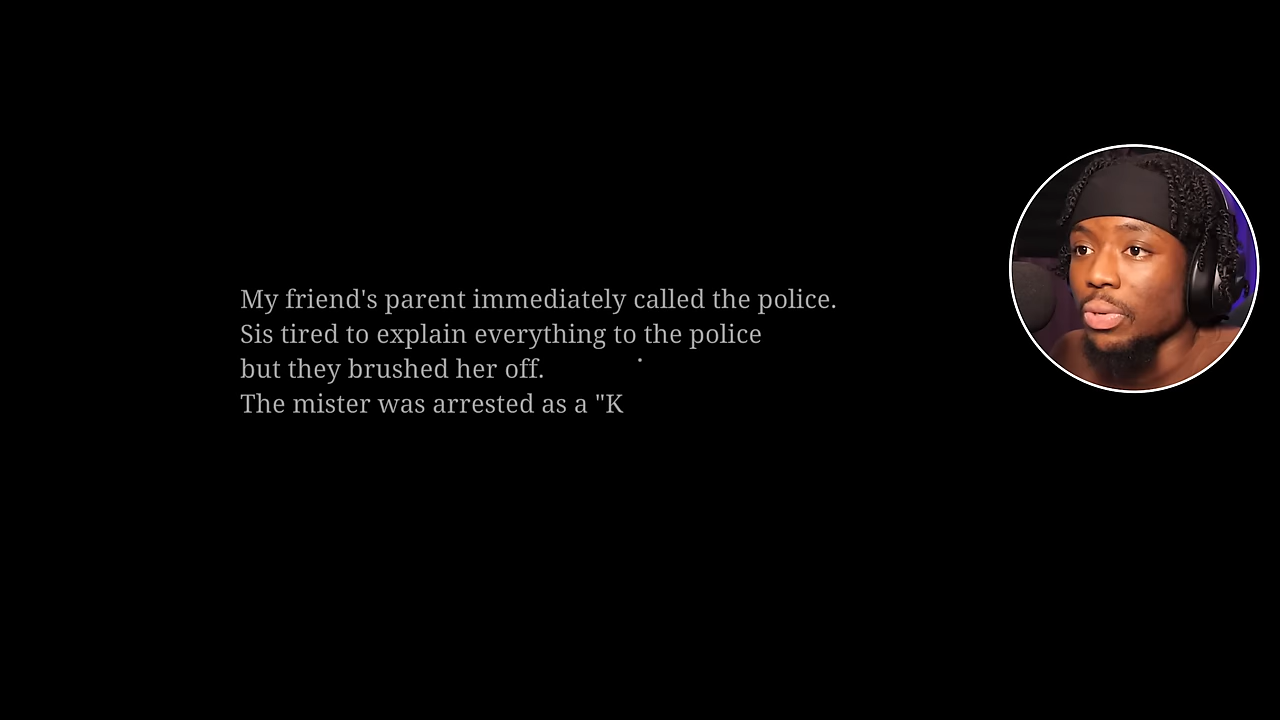 My friend's parent immediately called the police.
Sis tired to explain everything to the police
but they brushed her off.
The mister was arrested as a "K